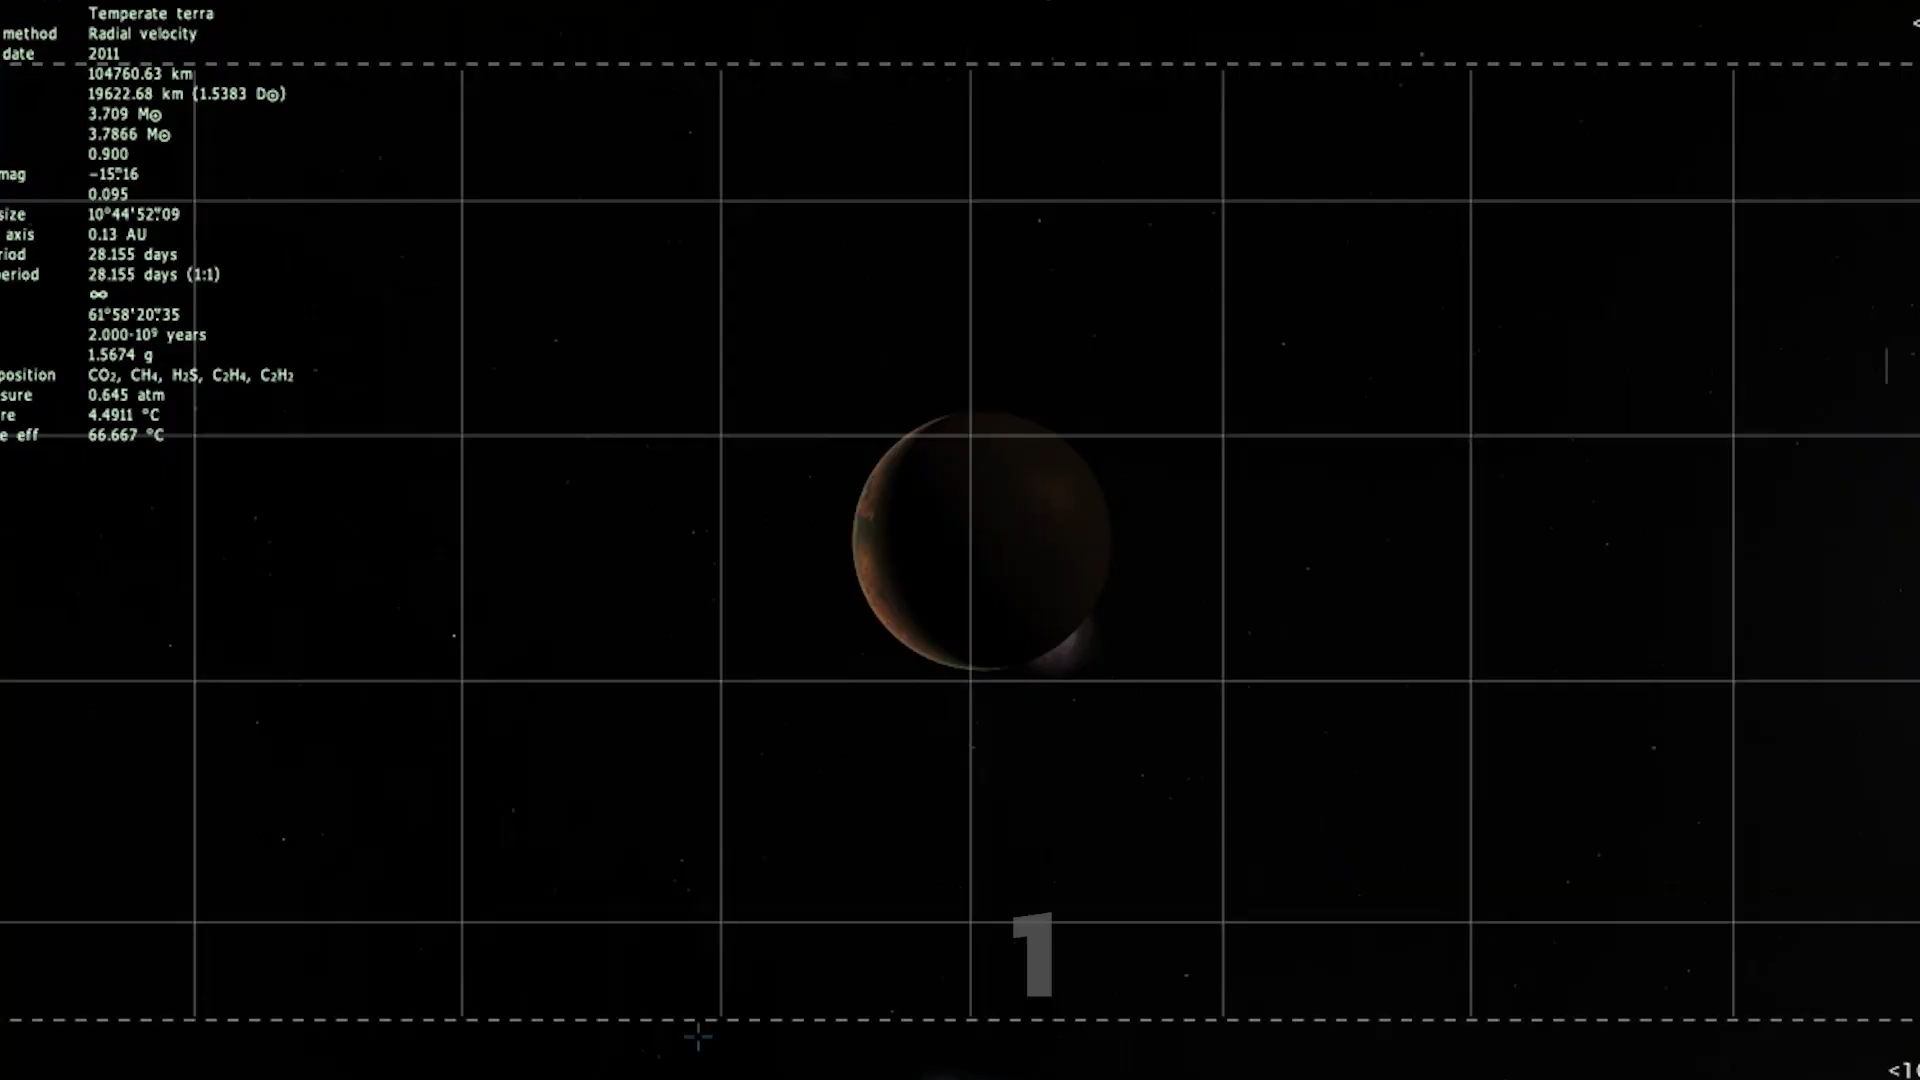 Temperate terra
method Radial velocity
date 2011
104760.63 km
19622.68 km (1.5383 D⊙)
3.709 M⊙
3.7866 M⊙
0.900
mag −15ᵐ.16
0.095
size 10°44'52".09
axis 0.13 AU
riod 28.155 days
eriod 28.155 days (1:1)
∞
61°58'20".35
2.000·10⁹ years
1.5674 g
position CO₂, CH₄, H₂S, C₂H₄, C₂H₂
sure 0.645 atm
re 4.4911 °C
e eff 66.667 °C
1